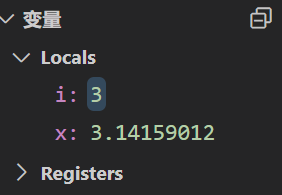 变量
Locals
i: 3
x: 3.14159012
Registers